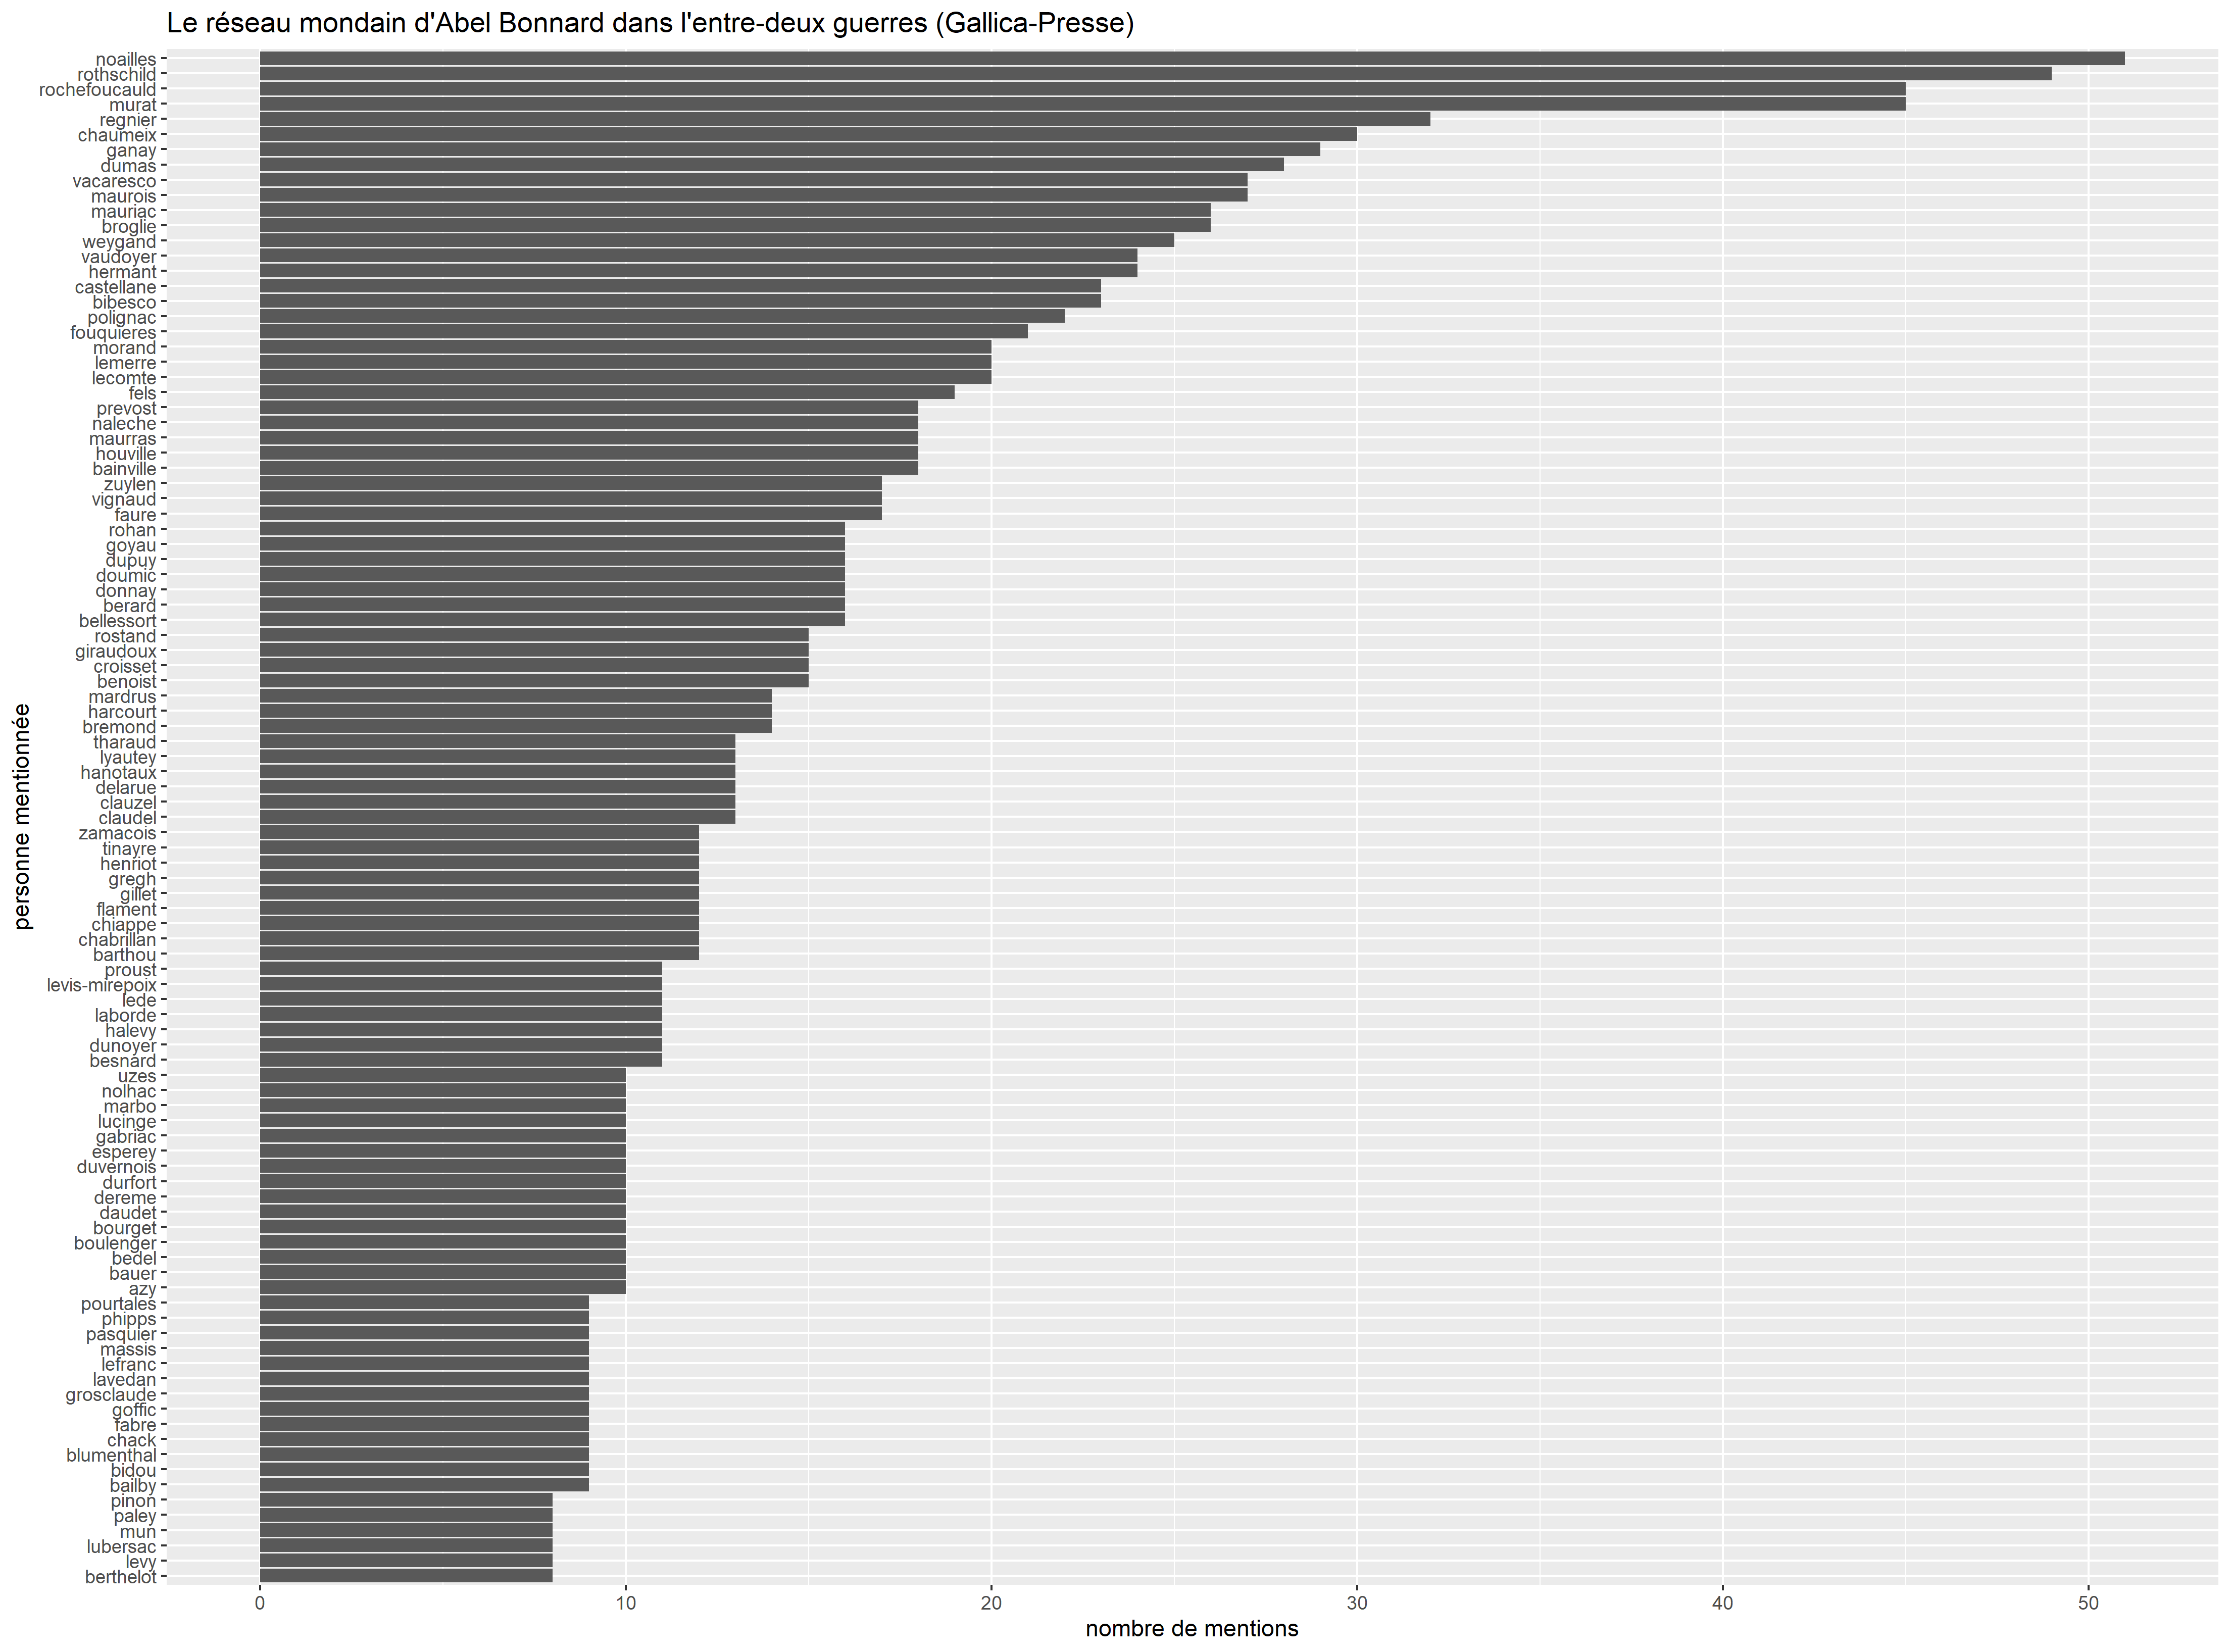 Le réseau mondain d'Abel Bonnard dans l'entre-deux guerres (Gallica-Presse)
noailles
rothschild
rochefoucauld
murat
regnier
chaumeix
ganay
dumas
vacaresco
maurois
mauriac
broglie
weygand
vaudoyer
hermant
castellane
bibesco
polignac
fouquieres
morand
lemerre
lecomte
fels
prevost
naleche
maurras
houville
bainville
zuylen
vignaud
faure
rohan
goyau
dupuy
doumic
donnay
berard
bellessort
rostand
giraudoux
croisset
benoist
mardrus
harcourt
bremond
tharaud
lyautey
hanotaux
delarue
clauzel
claudel
zamacois
tinayre
henriot
gregh
gillet
flament
chiappe
chabrillan
barthou
proust
levis-mirepoix
lede
laborde
halevy
dunoyer
besnard
uzes
nolhac
marbo
lucinge
gabriac
esperey
duvernois
durfort
dereme
daudet
bourget
boulenger
bedel
bauer
azy
pourtales
phipps
pasquier
massis
lefranc
lavedan
grosclaude
goffic
fabre
chack
blumenthal
bidou
bailby
pinon
paley
mun
lubersac
levy
berthelot
personne mentionnée
0 10 20 30 40 50
nombre de mentions